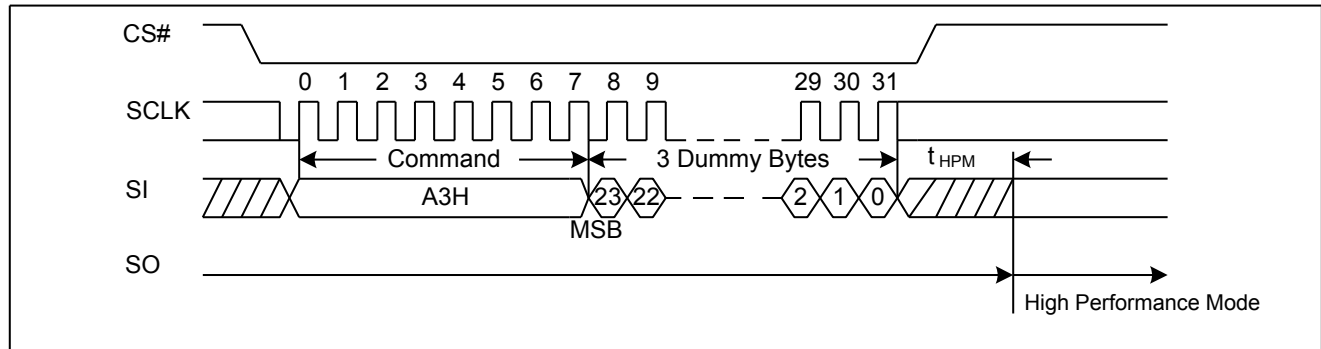 CS#
0 1 2 3 4 5 6 7 8 9 29 30 31
SCLK
Command 3 Dummy Bytes t HPM
SI A3H 23 22 2 1 0
MSB
SO
High Performance Mode